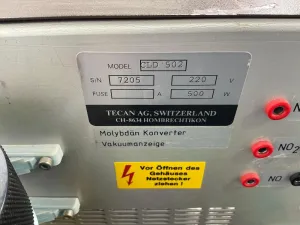 MODEL CLD 502
S/N 7205 220 V
FUSE A 500 W
TECAN AG, SWITZERLAND
CH-8634 HOMBRECHTIKON
Molybdän Konverter
Vakuumanzeige
Vor Öffnen des
Gehäuses
Netzstecker
ziehen !
NO2
NO